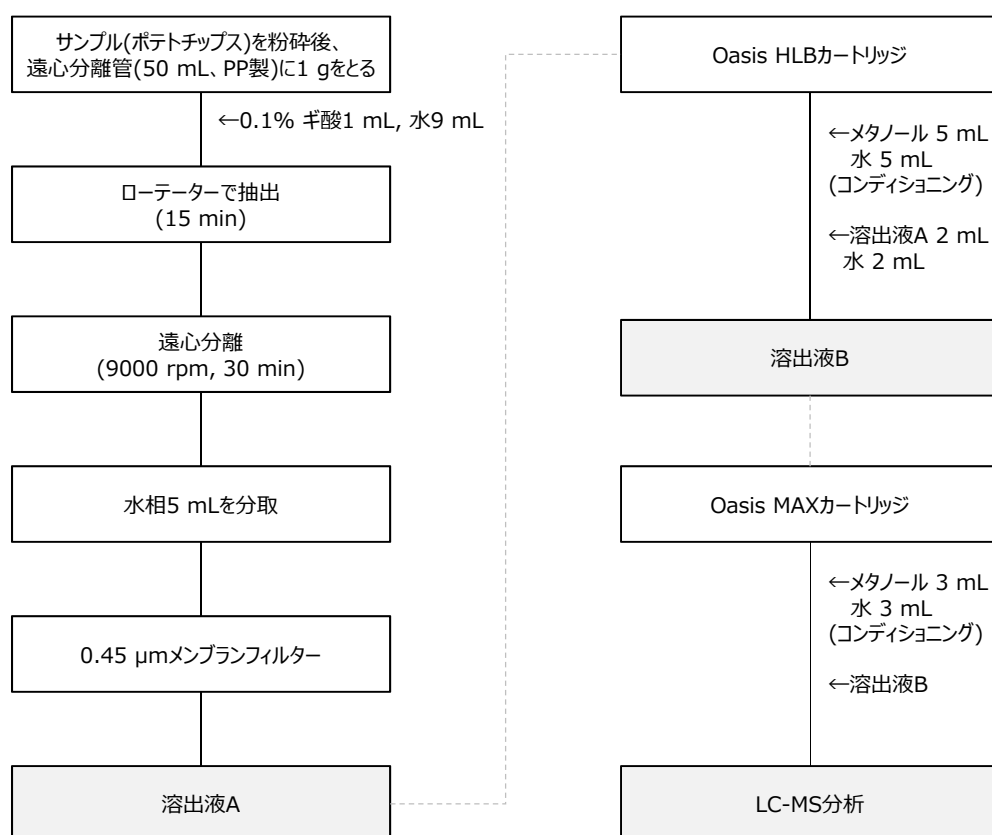 サンプル(ポテトチップス)を粉砕後、
遠心分離管(50 mL、PP製)に1 gをとる
←0.1% ギ酸1 mL, 水9 mL
ローテーターで抽出
(15 min)
遠心分離
(9000 rpm, 30 min)
水相5 mLを分取
0.45 µmメンブランフィルター
溶出液A
Oasis HLBカートリッジ
←メタノール 5 mL
水 5 mL
(コンディショニング)
←溶出液A 2 mL
水 2 mL
溶出液B
Oasis MAXカートリッジ
←メタノール 3 mL
水 3 mL
(コンディショニング)
←溶出液B
LC-MS分析